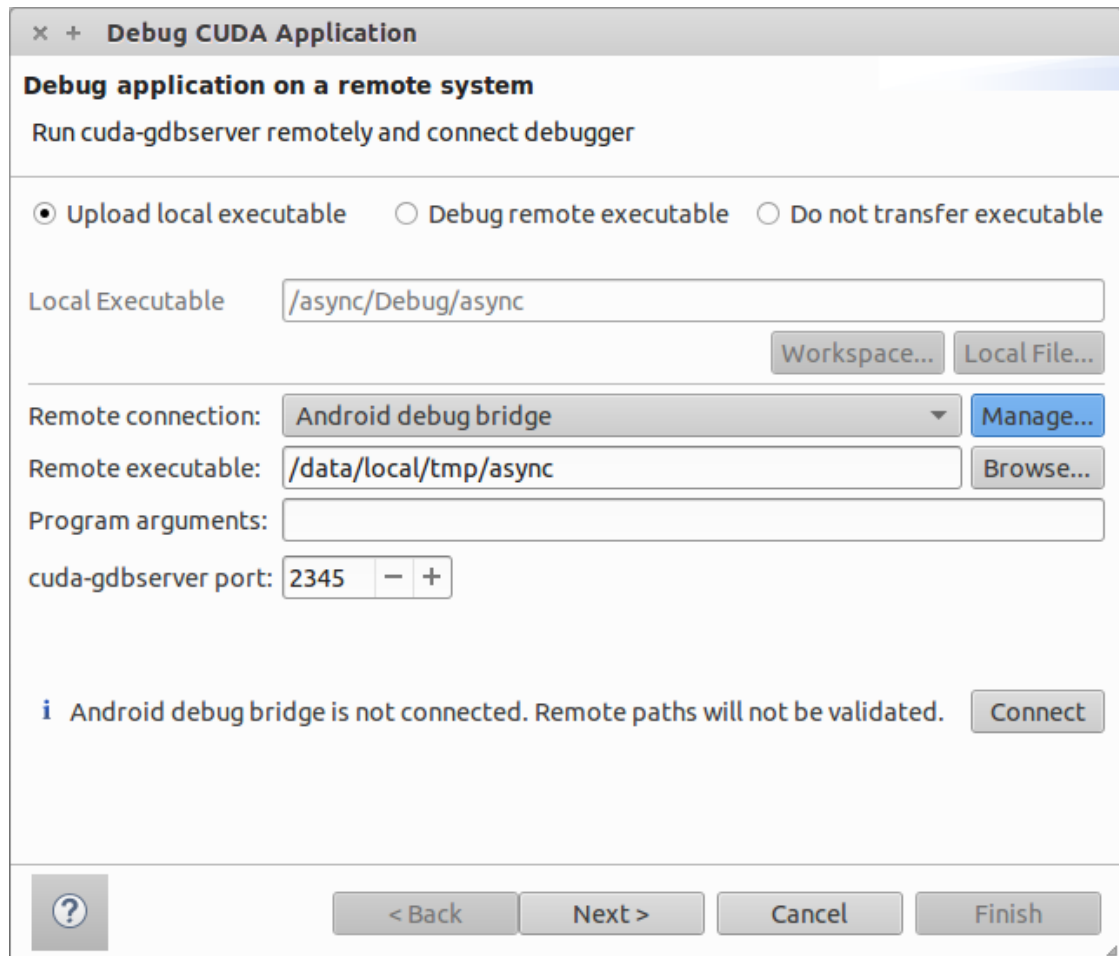 Debug CUDA Application
Debug application on a remote system
Run cuda-gdbserver remotely and connect debugger
Upload local executable Debug remote executable Do not transfer executable
Local Executable /async/Debug/async
Workspace... Local File...
Remote connection: Android debug bridge Manage...
Remote executable: /data/local/tmp/async Browse...
Program arguments:
cuda-gdbserver port: 2345 − +
i Android debug bridge is not connected. Remote paths will not be validated. Connect
? < Back Next > Cancel Finish